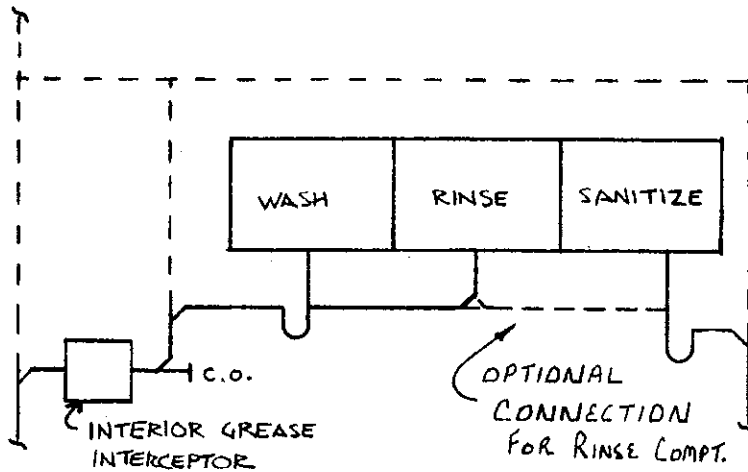 WASH
RINSE
SANITIZE
C.O.
OPTIONAL
CONNECTION
FOR RINSE COMPT.
INTERIOR GREASE
INTERCEPTOR